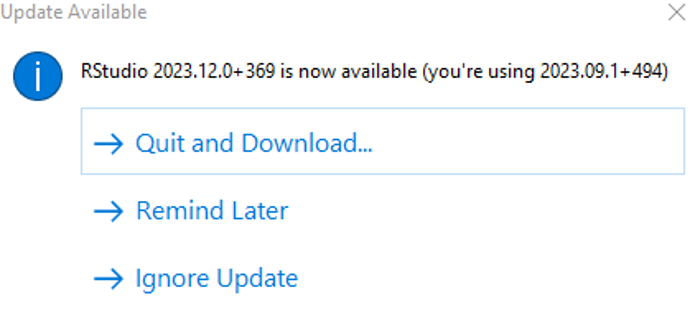 Update Available
RStudio 2023.12.0+369 is now available (you're using 2023.09.1+494)
Quit and Download...
Remind Later
Ignore Update